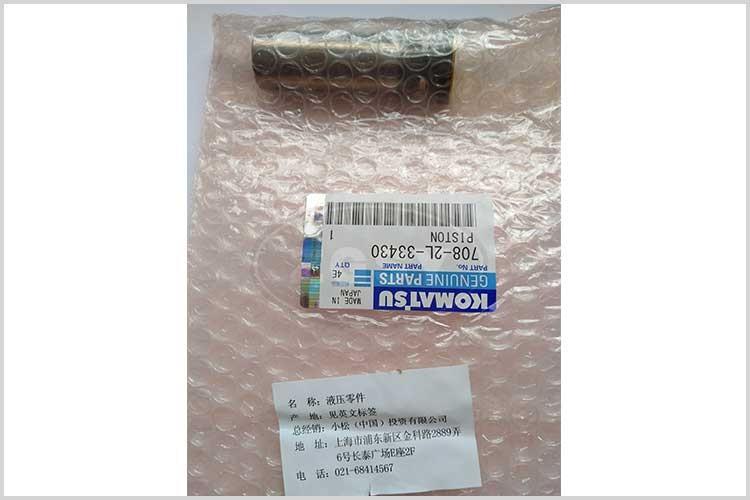 KOMATSU
GENUINE PARTS
MADE IN
JAPAN
4E
PART No.
708-2L-33430
PART NAME
PISTON
QTY
1
名 称：液压零件
产 地：见英文标签
总经销：小松（中国）投资有限公司
地 址：上海市浦东新区金科路2889弄
6号长泰广场E座2F
电 话：021-68414567